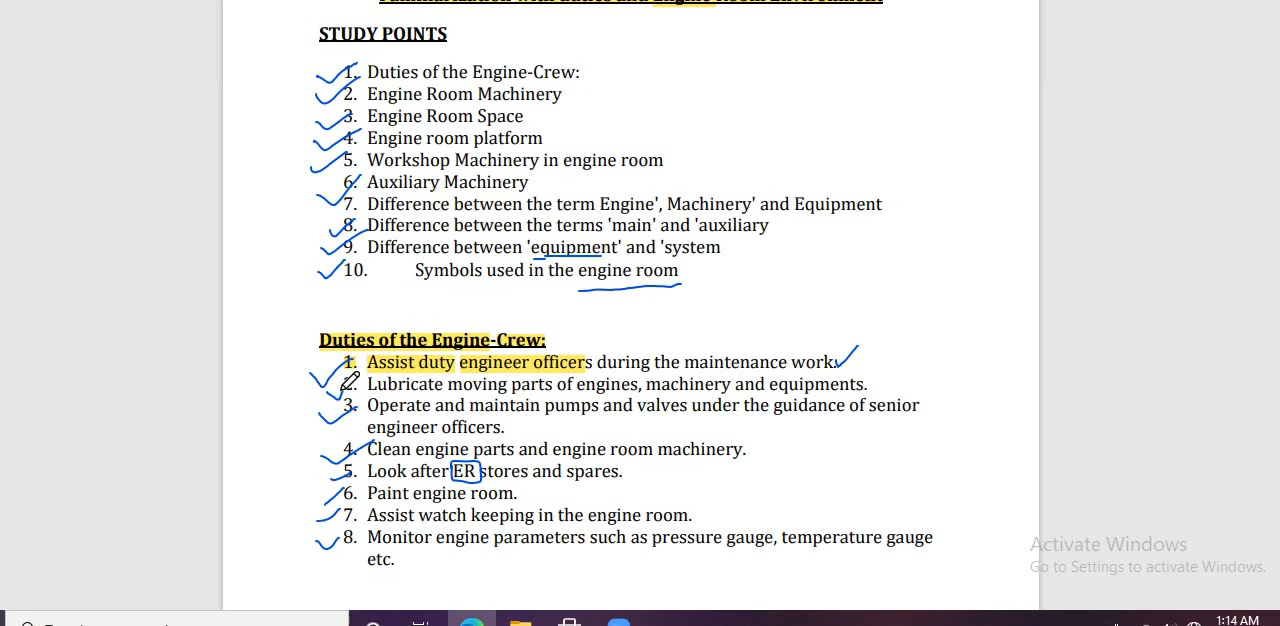 Familiarization with duties and Engine Room Environment
STUDY POINTS
1. Duties of the Engine-Crew:
2. Engine Room Machinery
3. Engine Room Space
4. Engine room platform
5. Workshop Machinery in engine room
6. Auxiliary Machinery
7. Difference between the term Engine', Machinery' and Equipment
8. Difference between the terms 'main' and 'auxiliary
9. Difference between 'equipment' and 'system
10. Symbols used in the engine room
Duties of the Engine-Crew:
1. Assist duty engineer officers during the maintenance work.
2. Lubricate moving parts of engines, machinery and equipments.
3. Operate and maintain pumps and valves under the guidance of senior
engineer officers.
4. Clean engine parts and engine room machinery.
5. Look after ER stores and spares.
6. Paint engine room.
7. Assist watch keeping in the engine room.
8. Monitor engine parameters such as pressure gauge, temperature gauge
etc.
Activate Windows
Go to Settings to activate Windows.
1:14 AM